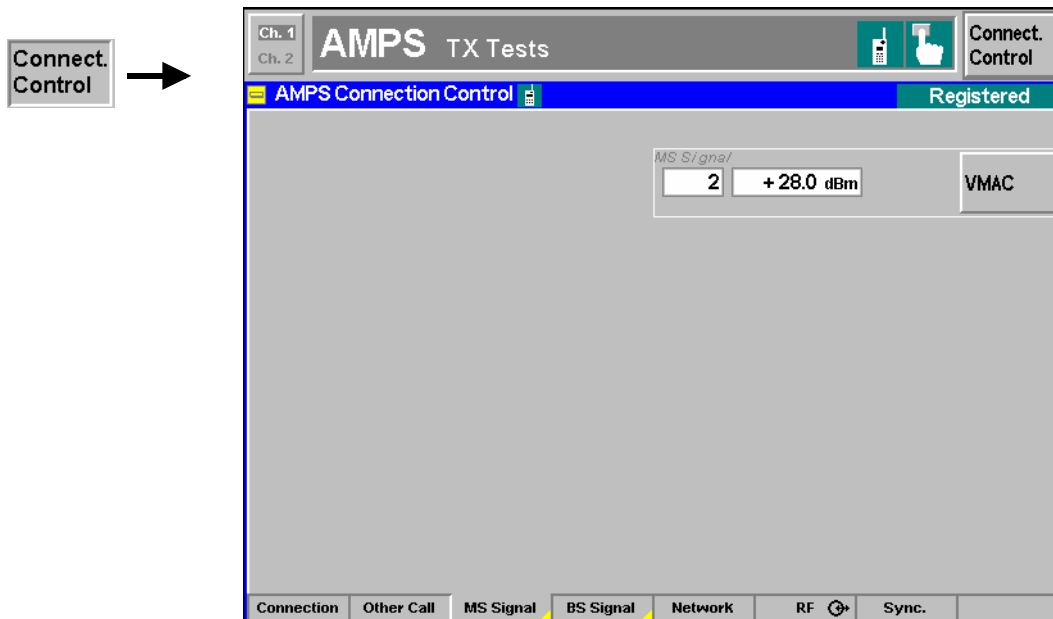 Connect.
Control
Ch. 1
Ch. 2
AMPS TX Tests
Connect.
Control
AMPS Connection Control
Registered
MS Signal
2 + 28.0 dBm
VMAC
Connection Other Call MS Signal BS Signal Network RF Sync.